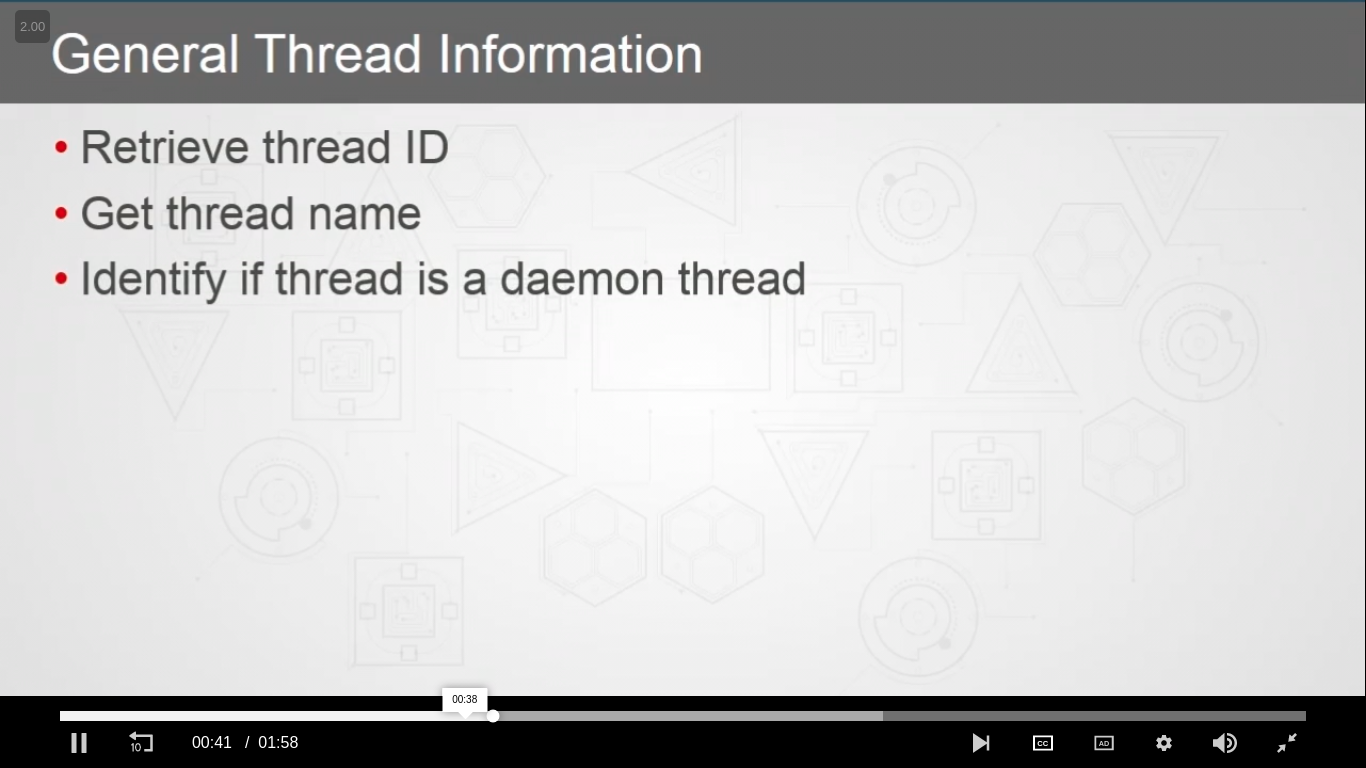 2.00
General Thread Information
• Retrieve thread ID
• Get thread name
• Identify if thread is a daemon thread
00:38
10
00:41 / 01:58
CC
AD